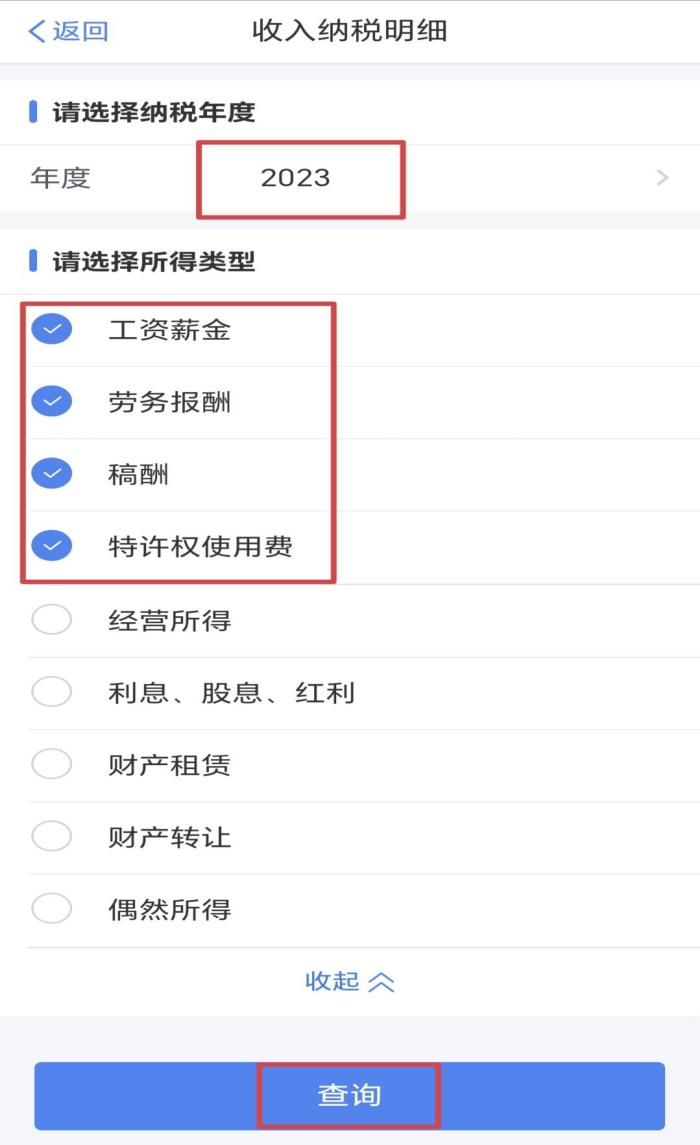 返回 收入纳税明细
请选择纳税年度
年度 2023
请选择所得类型
工资薪金
劳务报酬
稿酬
特许权使用费
经营所得
利息、股息、红利
财产租赁
财产转让
偶然所得
收起
查询